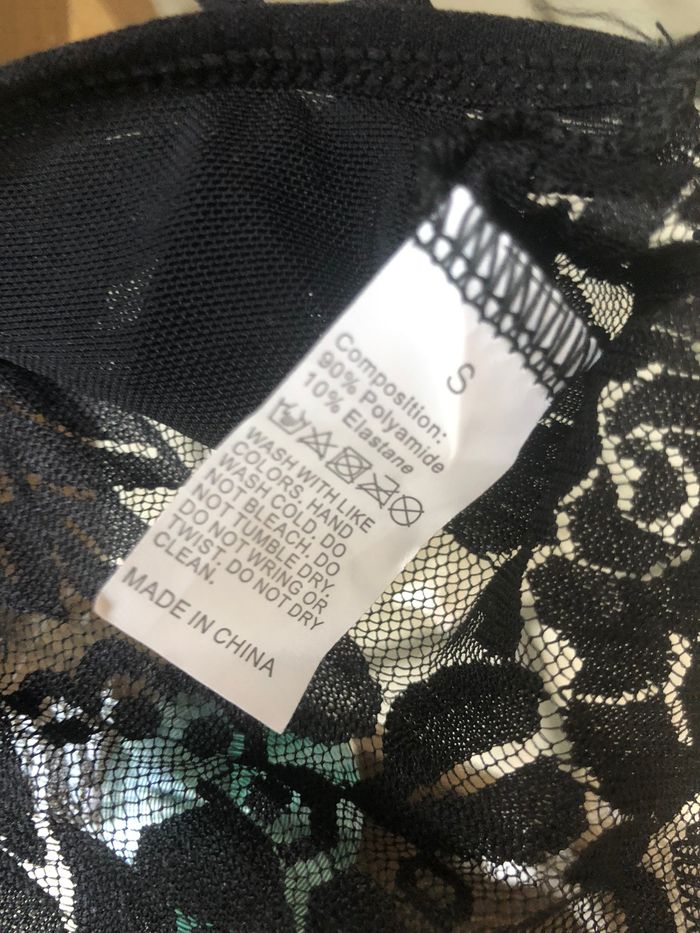 S
Composition:
90% Polyamide
10% Elastane
WASH WITH LIKE
COLORS. HAND
WASH COLD. DO
NOT BLEACH. DO
NOT TUMBLE DRY.
DO NOT WRING OR
TWIST. DO NOT DRY
CLEAN.
MADE IN CHINA